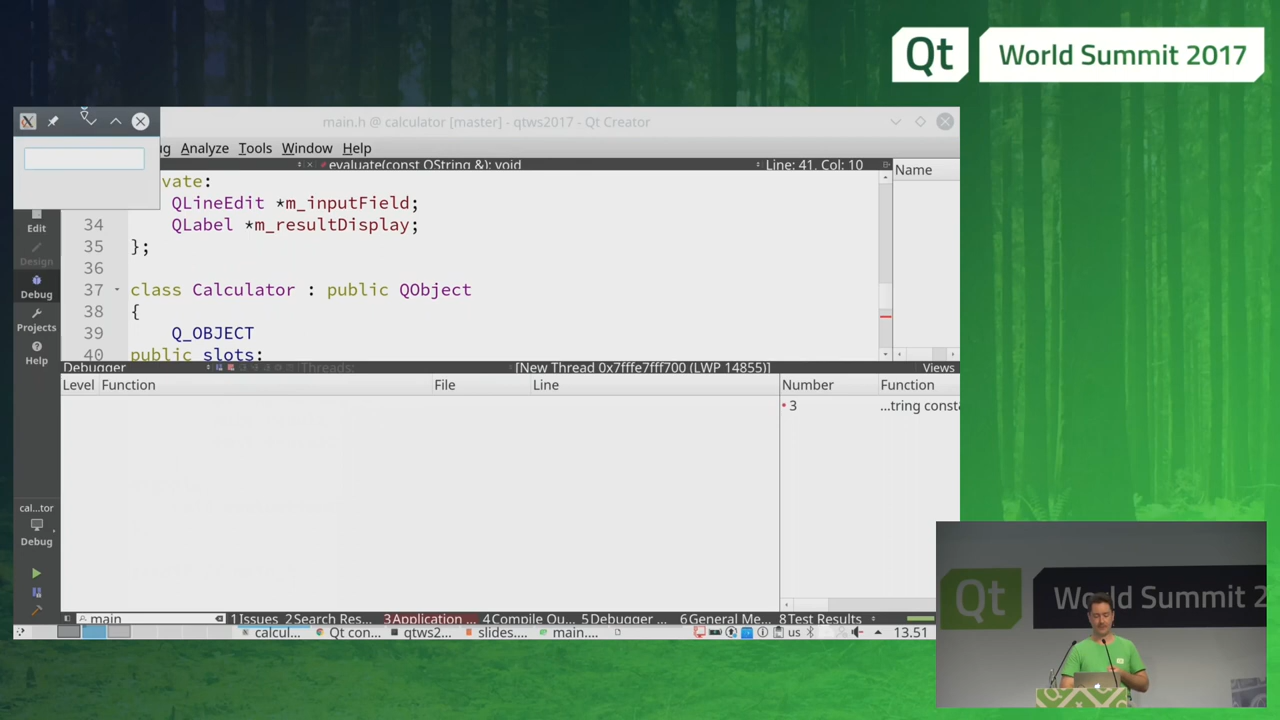 Qt World Summit 2017
main.h @ calculator [master] - qtws2017 - Qt Creator
ug Analyze Tools Window Help
evaluate(const QString &): void
Line: 41, Col: 10
Name
vate:
QLineEdit *m_inputField;
34 QLabel *m_resultDisplay;
35 };
36
37 class Calculator : public QObject
38 {
39 Q_OBJECT
40 public slots:
Edit
Design
Debug
Projects
Help
Debugger
Threads:
[New Thread 0x7fffe7fff700 (LWP 14855)]
Views
Level Function File Line
Number Function
3 ...tring consta
cal...tor
Debug
main
1 Issues 2 Search Res... 3 Application ... 4 Compile Ou... 5 Debugger ... 6 General Me... 8 Test Results
calcul... Qt con... qtws2... slides.... main.... us 13.51
Qt World Summit 2